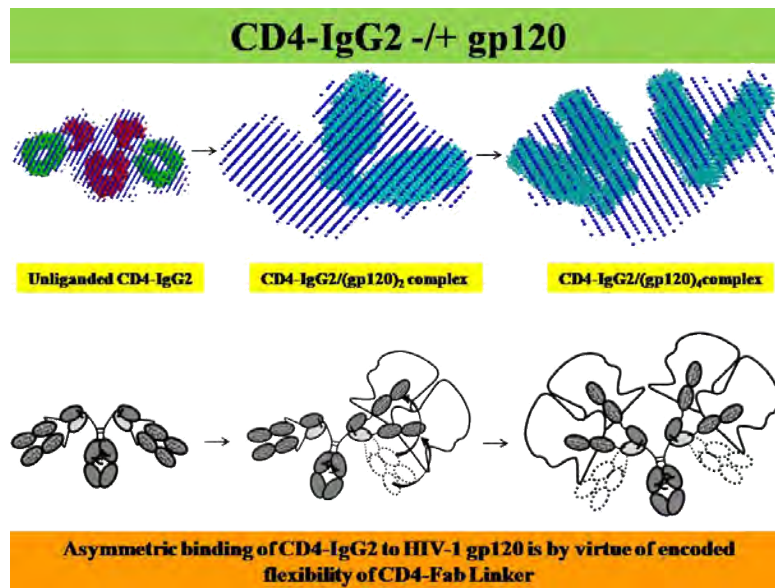 CD4-IgG2 -/+ gp120
Unliganded CD4-IgG2
CD4-IgG2/(gp120)₂ complex
CD4-IgG2/(gp120)₄complex
Asymmetric binding of CD4-IgG2 to HIV-1 gp120 is by virtue of encoded
flexibility of CD4-Fab Linker